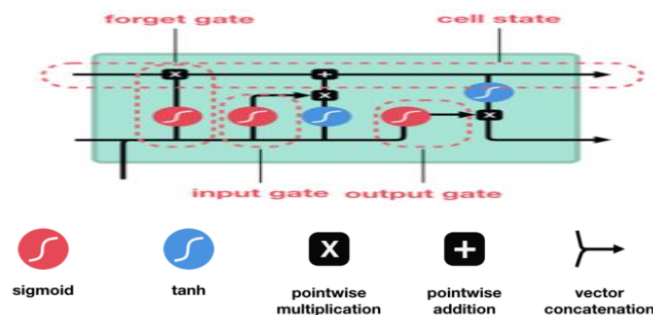 forget gate cell state
input gate output gate
sigmoid tanh pointwise multiplication pointwise addition vector concatenation